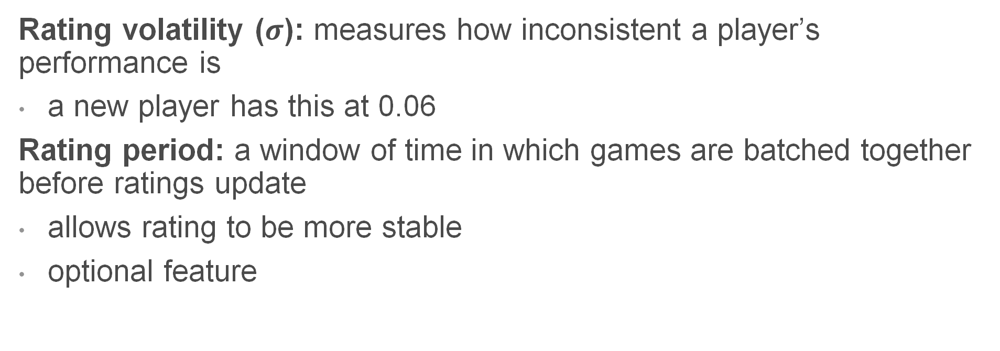 Rating volatility (𝝈): measures how inconsistent a player’s
performance is
• a new player has this at 0.06
Rating period: a window of time in which games are batched together
before ratings update
• allows rating to be more stable
• optional feature